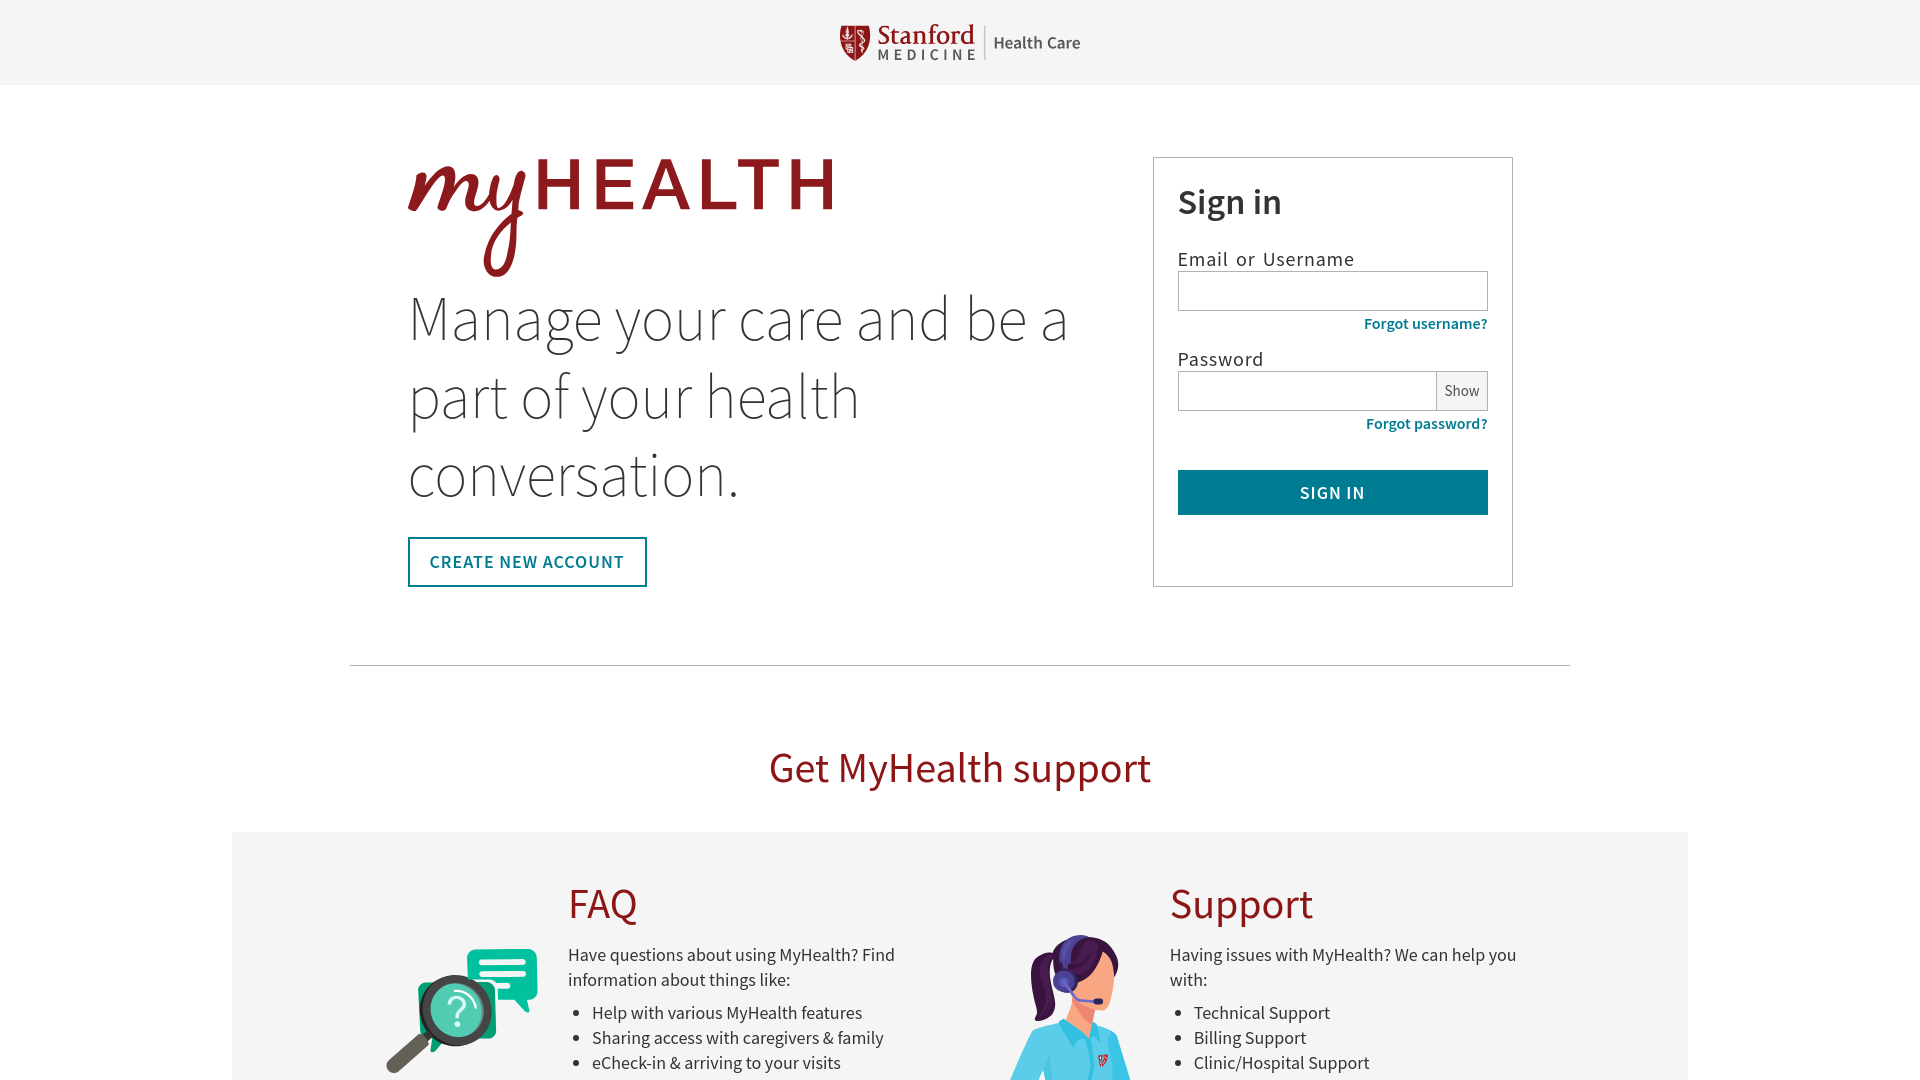 Stanford
MEDICINE
Health Care
myHEALTH
Manage your care and be a
part of your health
conversation.
CREATE NEW ACCOUNT
Sign in
Email or Username
Forgot username?
Password
Show
Forgot password?
SIGN IN
Get MyHealth support
FAQ
Have questions about using MyHealth? Find
information about things like:
• Help with various MyHealth features
• Sharing access with caregivers & family
• eCheck-in & arriving to your visits
?
Support
Having issues with MyHealth? We can help you
with:
• Technical Support
• Billing Support
• Clinic/Hospital Support